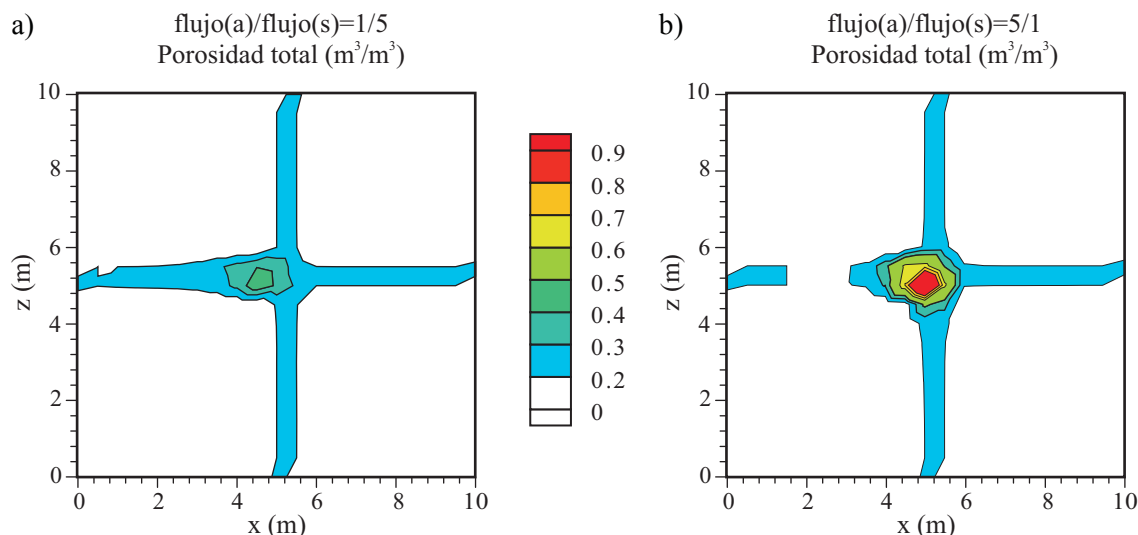 a)
flujo(a)/flujo(s)=1/5
Porosidad total (m³/m³)
10
8
6
4
2
0
z (m)
0 2 4 6 8 10
x (m)
0.9
0.8
0.7
0.6
0.5
0.4
0.3
0.2
0
b)
flujo(a)/flujo(s)=5/1
Porosidad total (m³/m³)
10
8
6
4
2
0
z (m)
0 2 4 6 8 10
x (m)